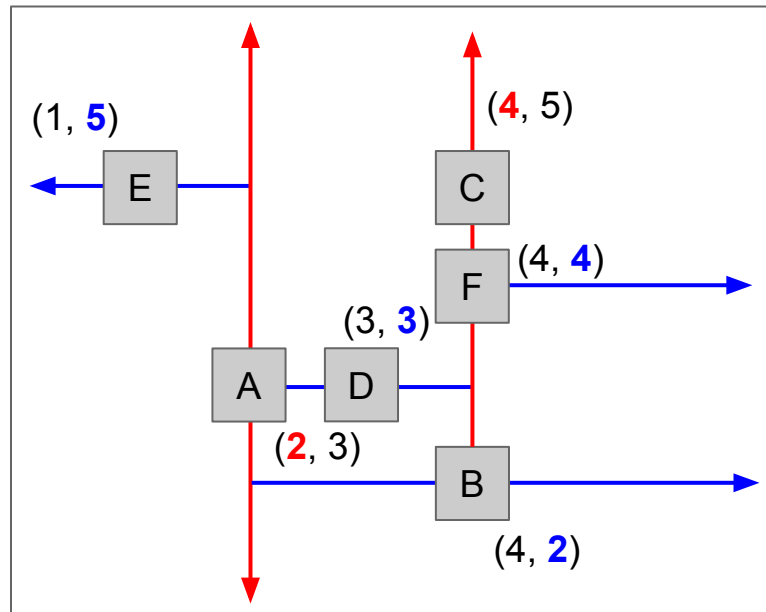 (1, 5)
(4, 5)
E
C
F
(4, 4)
(3, 3)
A
D
(2, 3)
B
(4, 2)